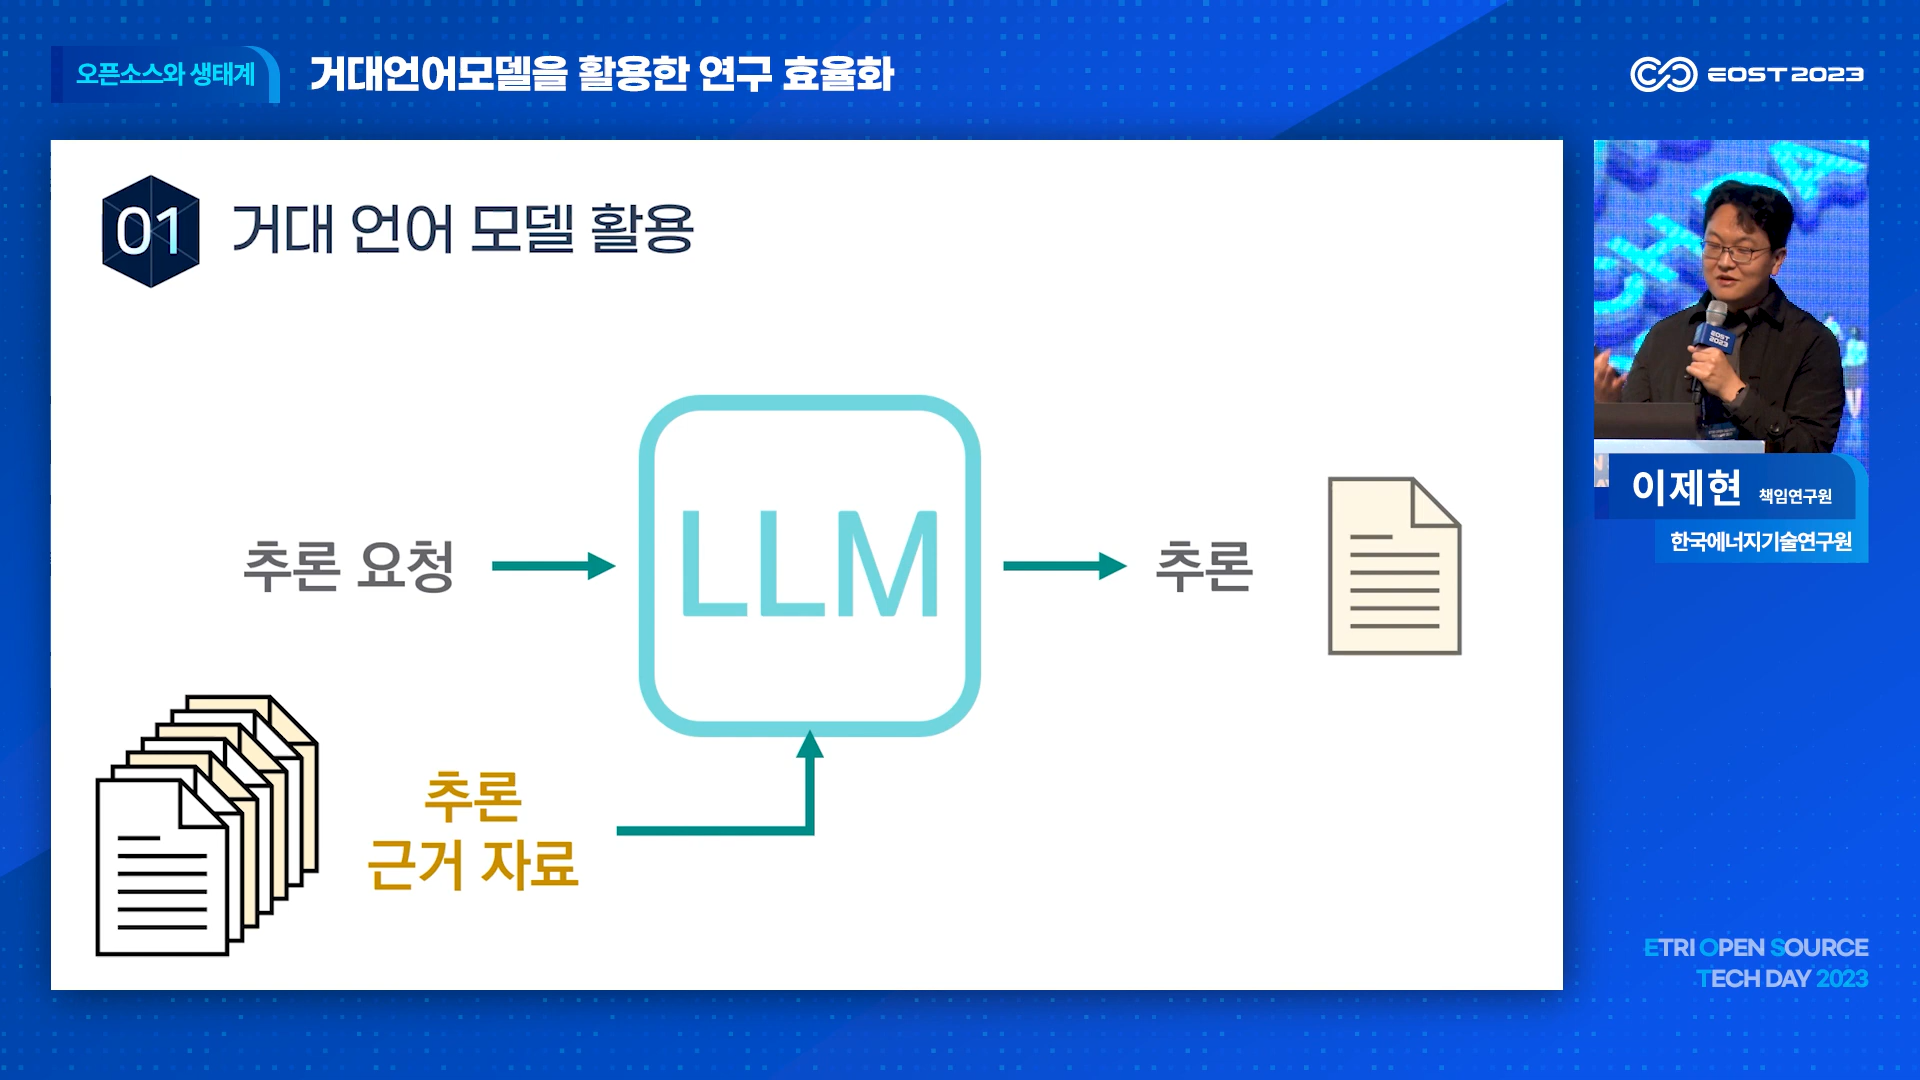 오픈소스와 생태계
거대언어모델을 활용한 연구 효율화
EOST 2023
01
거대 언어 모델 활용
추론 요청
LLM
추론
추론
근거 자료
EOST
2023
이제현 책임연구원
한국에너지기술연구원
ETRI OPEN SOURCE
TECH DAY 2023